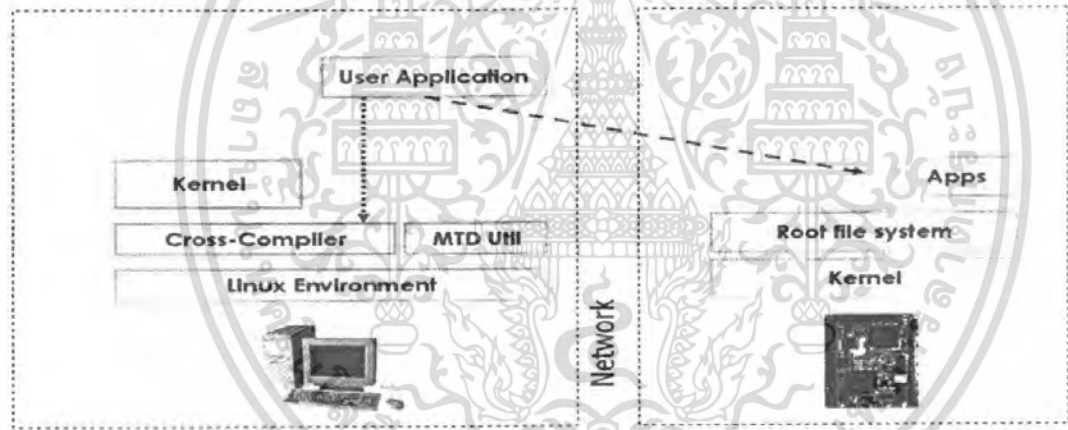 User Application
Kernel
Cross-Compiler
MTD Util
Linux Environment
Network
Apps
Root file system
Kernel